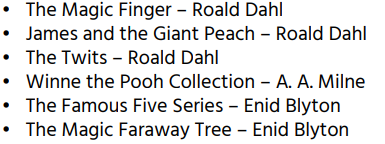 • The Magic Finger – Roald Dahl
• James and the Giant Peach – Roald Dahl
• The Twits – Roald Dahl
• Winne the Pooh Collection – A. A. Milne
• The Famous Five Series – Enid Blyton
• The Magic Faraway Tree – Enid Blyton